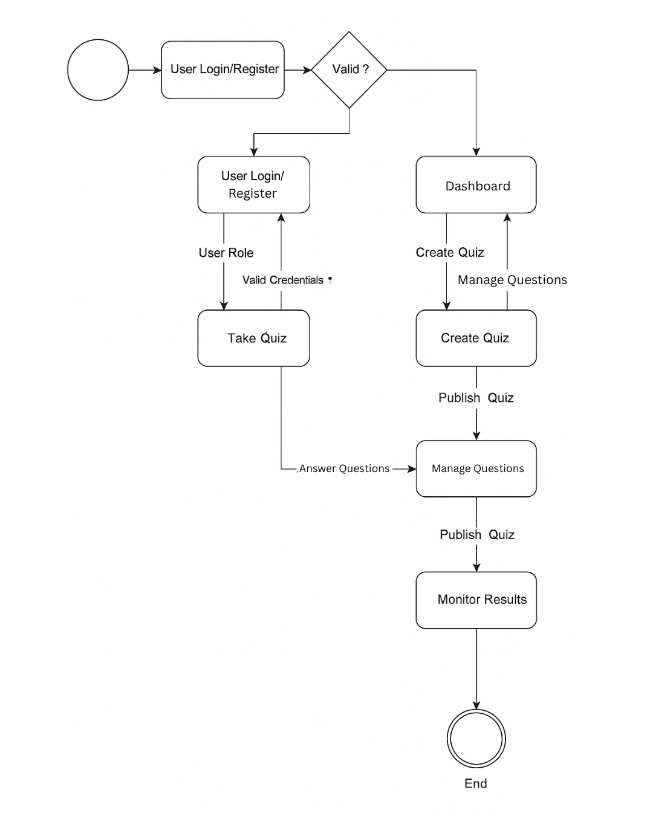 User Login/Register
Valid ?
User Login/
Register
Dashboard
User Role
Create Quiz
Valid Credentials
Manage Questions
Take Quiz
Create Quiz
Publish Quiz
Answer Questions
Manage Questions
Publish Quiz
Monitor Results
End